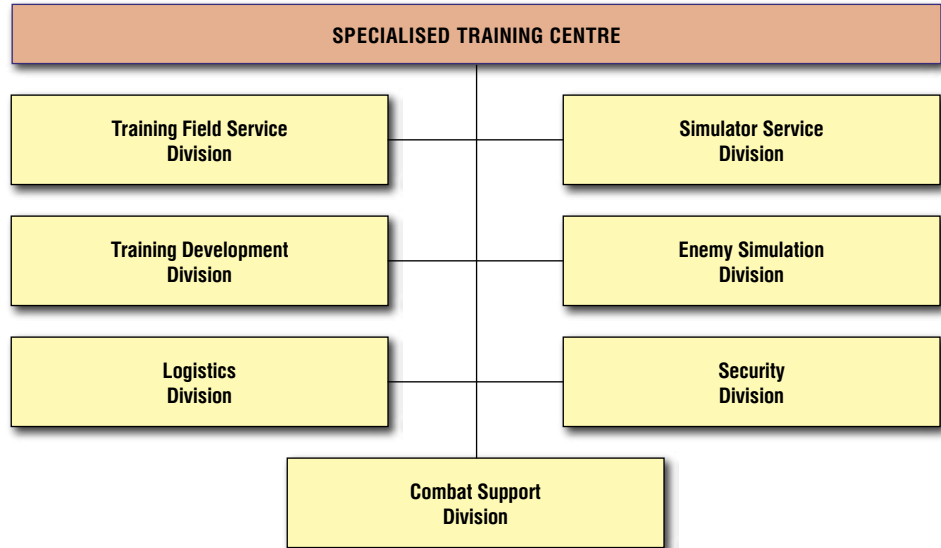 SPECIALISED TRAINING CENTRE
Training Field Service
Division
Simulator Service
Division
Training Development
Division
Enemy Simulation
Division
Logistics
Division
Security
Division
Combat Support
Division